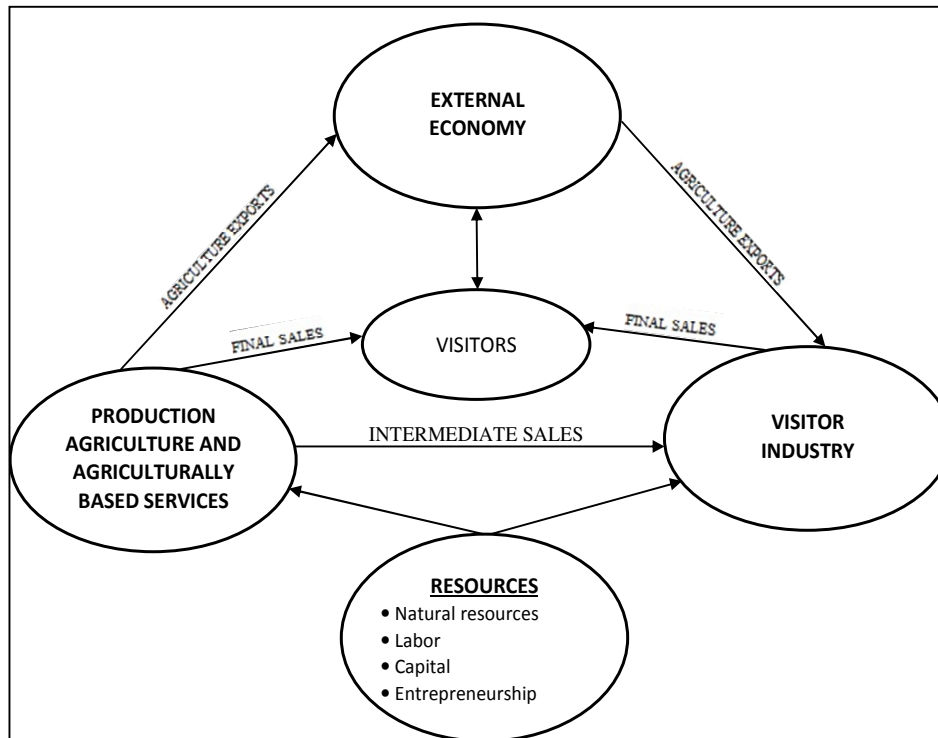 EXTERNAL
ECONOMY
AGRICULTURE EXPORTS
AGRICULTURE EXPORTS
FINAL SALES
FINAL SALES
VISITORS
PRODUCTION
AGRICULTURE AND
AGRICULTURALLY
BASED SERVICES
INTERMEDIATE SALES
VISITOR
INDUSTRY
RESOURCES
• Natural resources
• Labor
• Capital
• Entrepreneurship